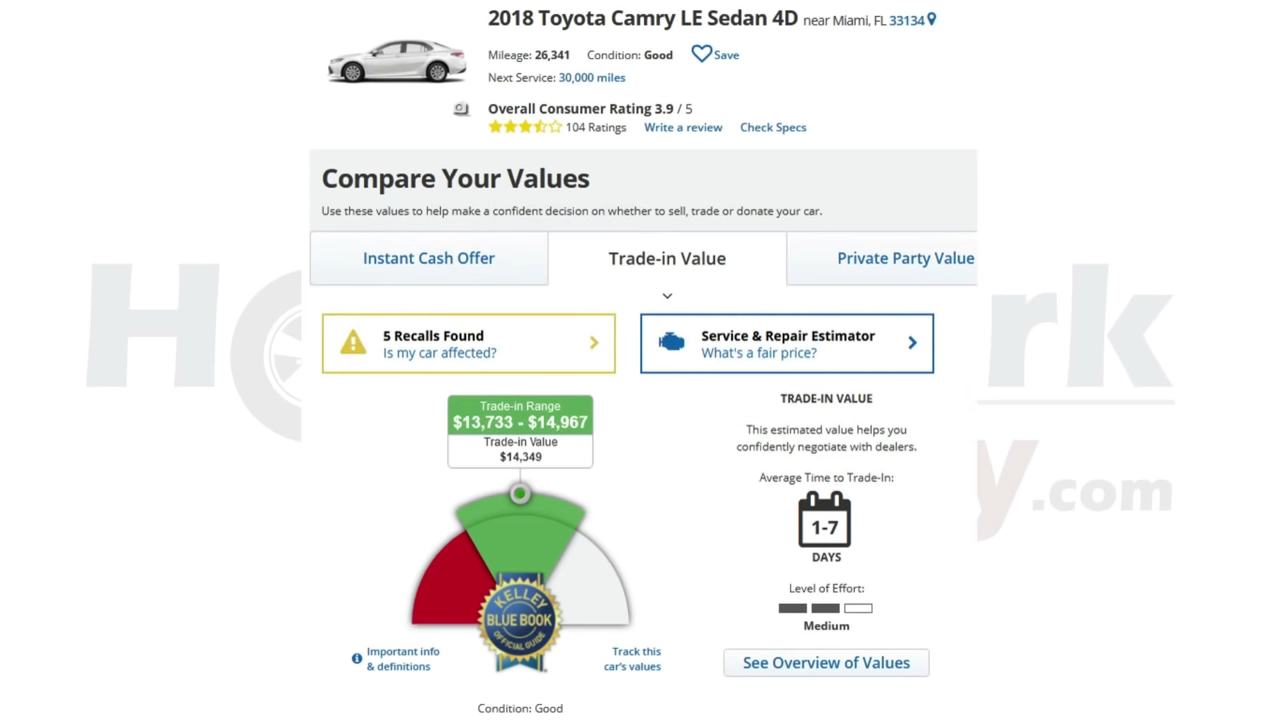 2018 Toyota Camry LE Sedan 4D near Miami, FL 33134
Mileage: 26,341 Condition: Good Save
Next Service: 30,000 miles
Overall Consumer Rating 3.9 / 5
104 Ratings Write a review Check Specs
Compare Your Values
Use these values to help make a confident decision on whether to sell, trade or donate your car.
Instant Cash Offer Trade-in Value Private Party Value
5 Recalls Found
Is my car affected?
Service & Repair Estimator
What's a fair price?
Trade-in Range
$13,733 - $14,967
Trade-in Value
$14,349
KELLEY
BLUE BOOK
OFFICIAL GUIDE
Important info
& definitions
Track this
car's values
Condition: Good
TRADE-IN VALUE
This estimated value helps you
confidently negotiate with dealers.
Average Time to Trade-In:
1-7
DAYS
Level of Effort:
Medium
See Overview of Values
.com